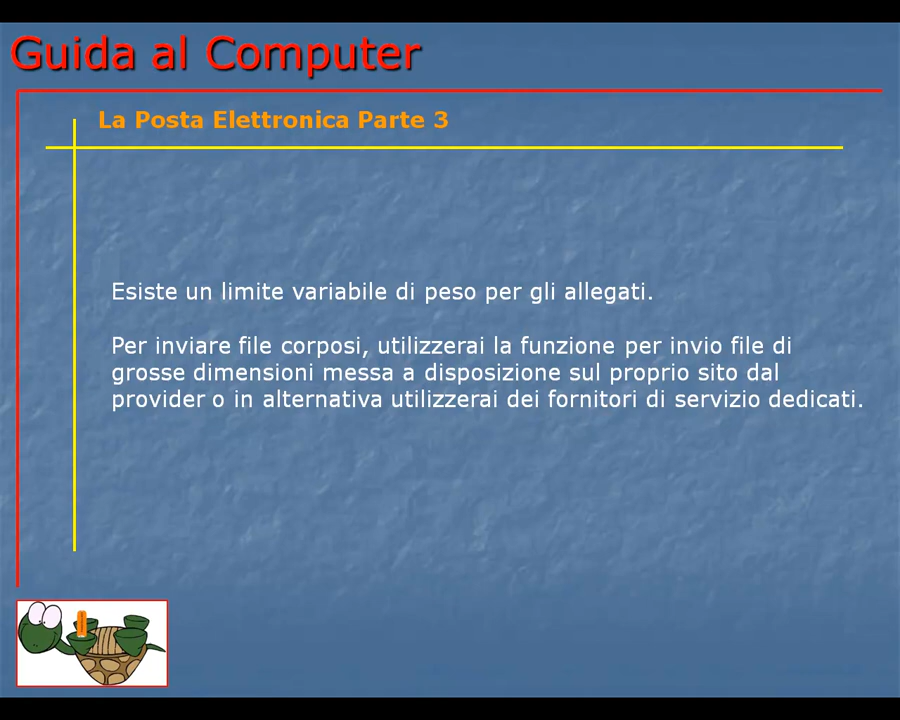 Guida al Computer
La Posta Elettronica Parte 3
Esiste un limite variabile di peso per gli allegati.
Per inviare file corposi, utilizzerai la funzione per invio file di
grosse dimensioni messa a disposizione sul proprio sito dal
provider o in alternativa utilizzerai dei fornitori di servizio dedicati.